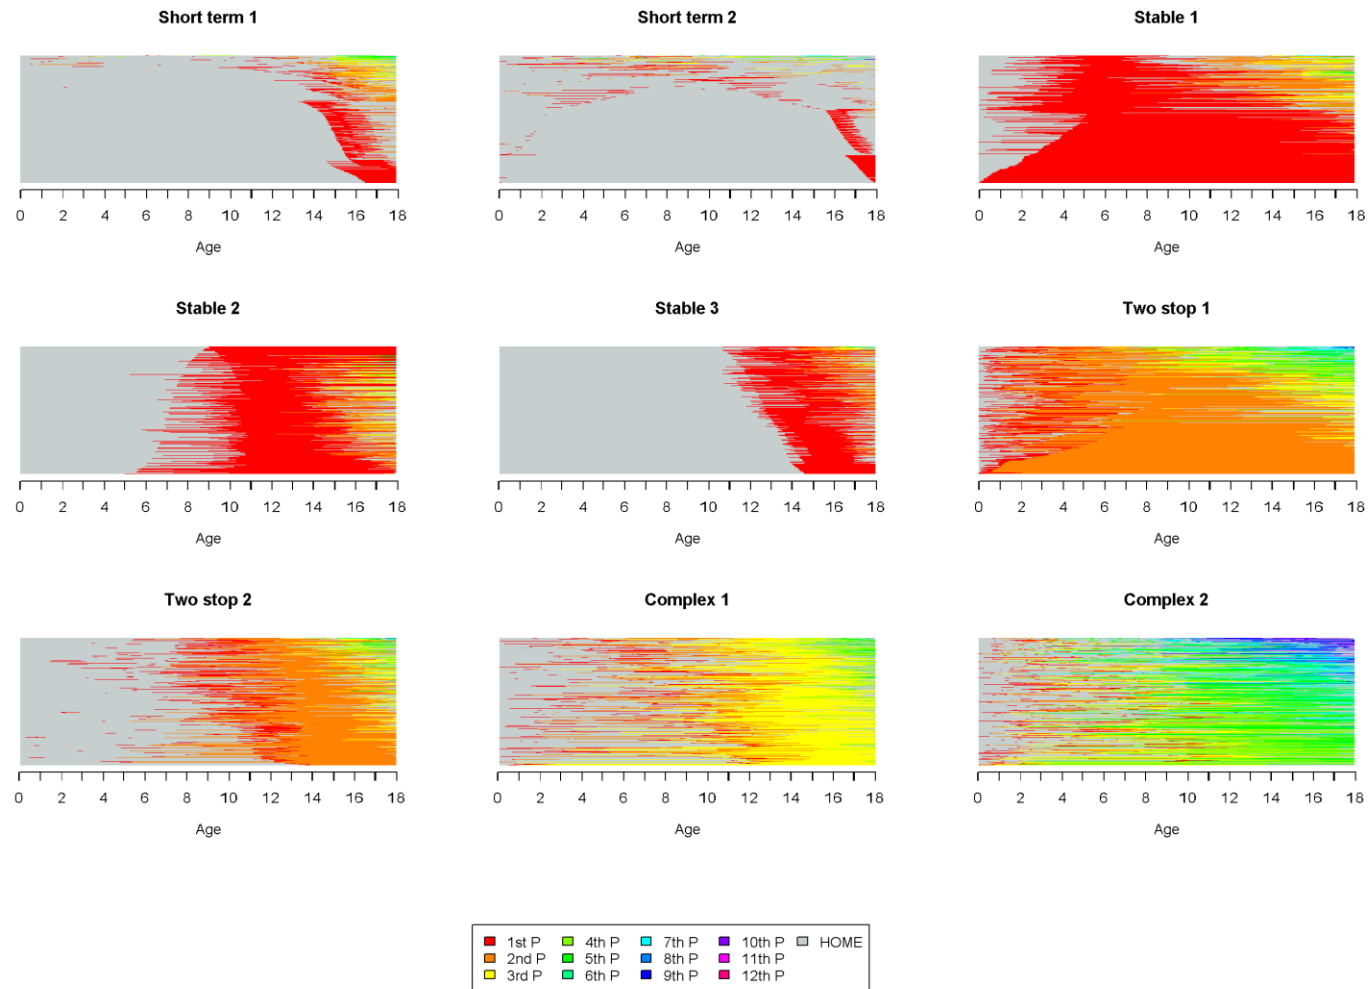 Short term 1
Short term 2
Stable 1
0 2 4 6 8 10 12 14 16 18
0 2 4 6 8 10 12 14 16 18
0 2 4 6 8 10 12 14 16 18
Age
Age
Age
Stable 2
Stable 3
Two stop 1
0 2 4 6 8 10 12 14 16 18
0 2 4 6 8 10 12 14 16 18
0 2 4 6 8 10 12 14 16 18
Age
Age
Age
Two stop 2
Complex 1
Complex 2
0 2 4 6 8 10 12 14 16 18
0 2 4 6 8 10 12 14 16 18
0 2 4 6 8 10 12 14 16 18
Age
Age
Age
1st P 4th P 7th P 10th P HOME
2nd P 5th P 8th P 11th P
3rd P 6th P 9th P 12th P